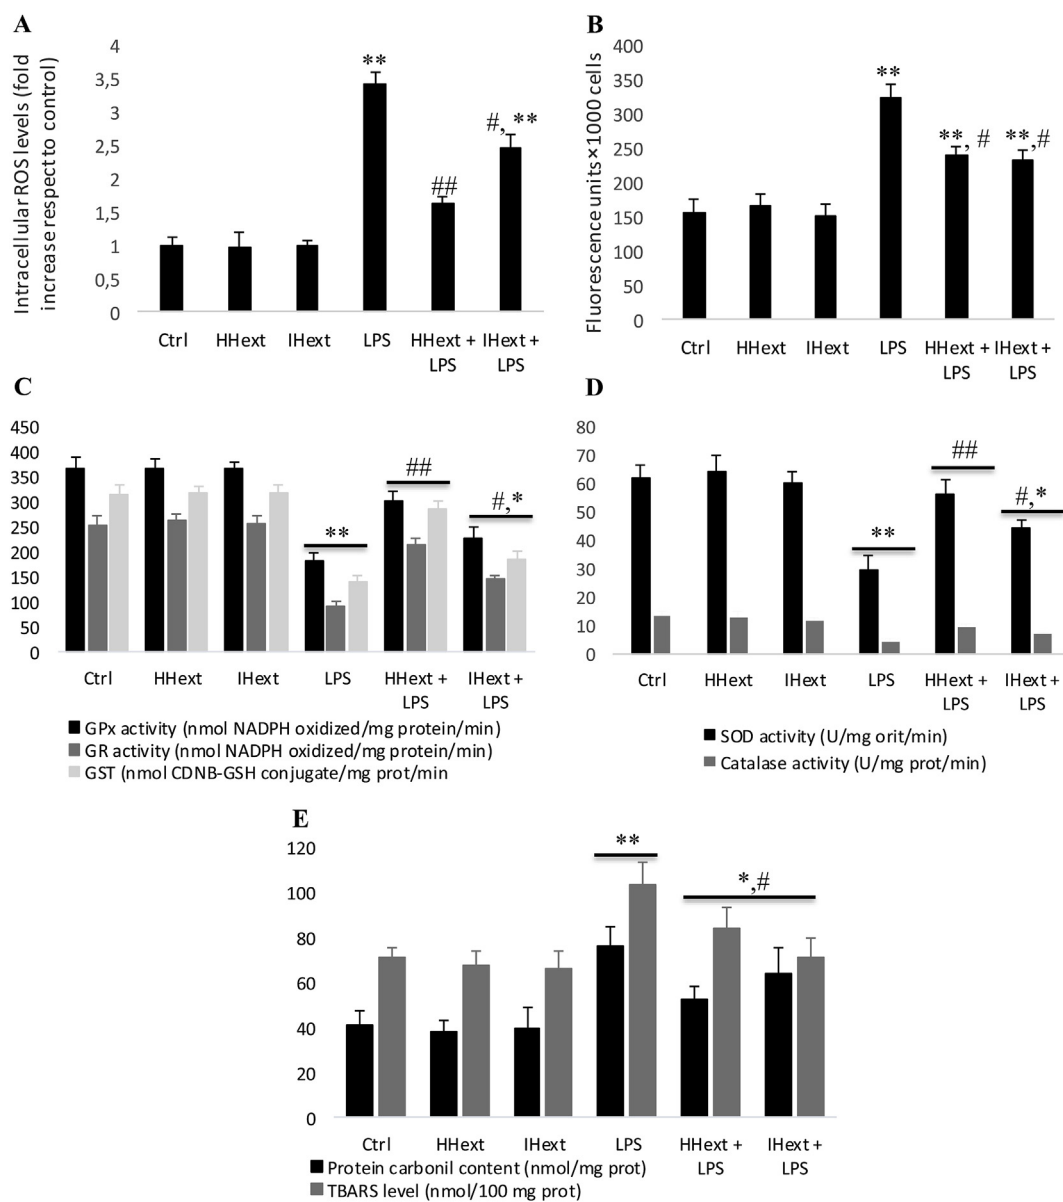 A
Intracellular ROS levels (fold
increase respect to control)
4
3,5
3
2,5
2
1,5
1
0,5
0
**
##
#, **
Ctrl HHext IHext LPS HHext + IHext +
LPS LPS
B
Fluorescence units×1000 cells
400
350
300
250
200
150
100
50
0
**
**, #
**,#
Ctrl HHext IHext LPS HHext + IHext +
LPS LPS
C
450
400
350
300
250
200
150
100
50
0
**
##
#,*
Ctrl HHext IHext LPS HHext + IHext +
LPS LPS
GPx activity (nmol NADPH oxidized/mg protein/min)
GR activity (nmol NADPH oxidized/mg protein/min)
GST (nmol CDNB-GSH conjugate/mg prot/min
D
80
70
60
50
40
30
20
10
0
**
##
#,*
Ctrl HHext IHext LPS HHext + IHext +
LPS LPS
SOD activity (U/mg orit/min)
Catalase activity (U/mg prot/min)
E
120
100
80
60
40
20
0
**
*,#
Ctrl HHext IHext LPS HHext + IHext +
LPS LPS
Protein carbonil content (nmol/mg prot)
TBARS level (nmol/100 mg prot)